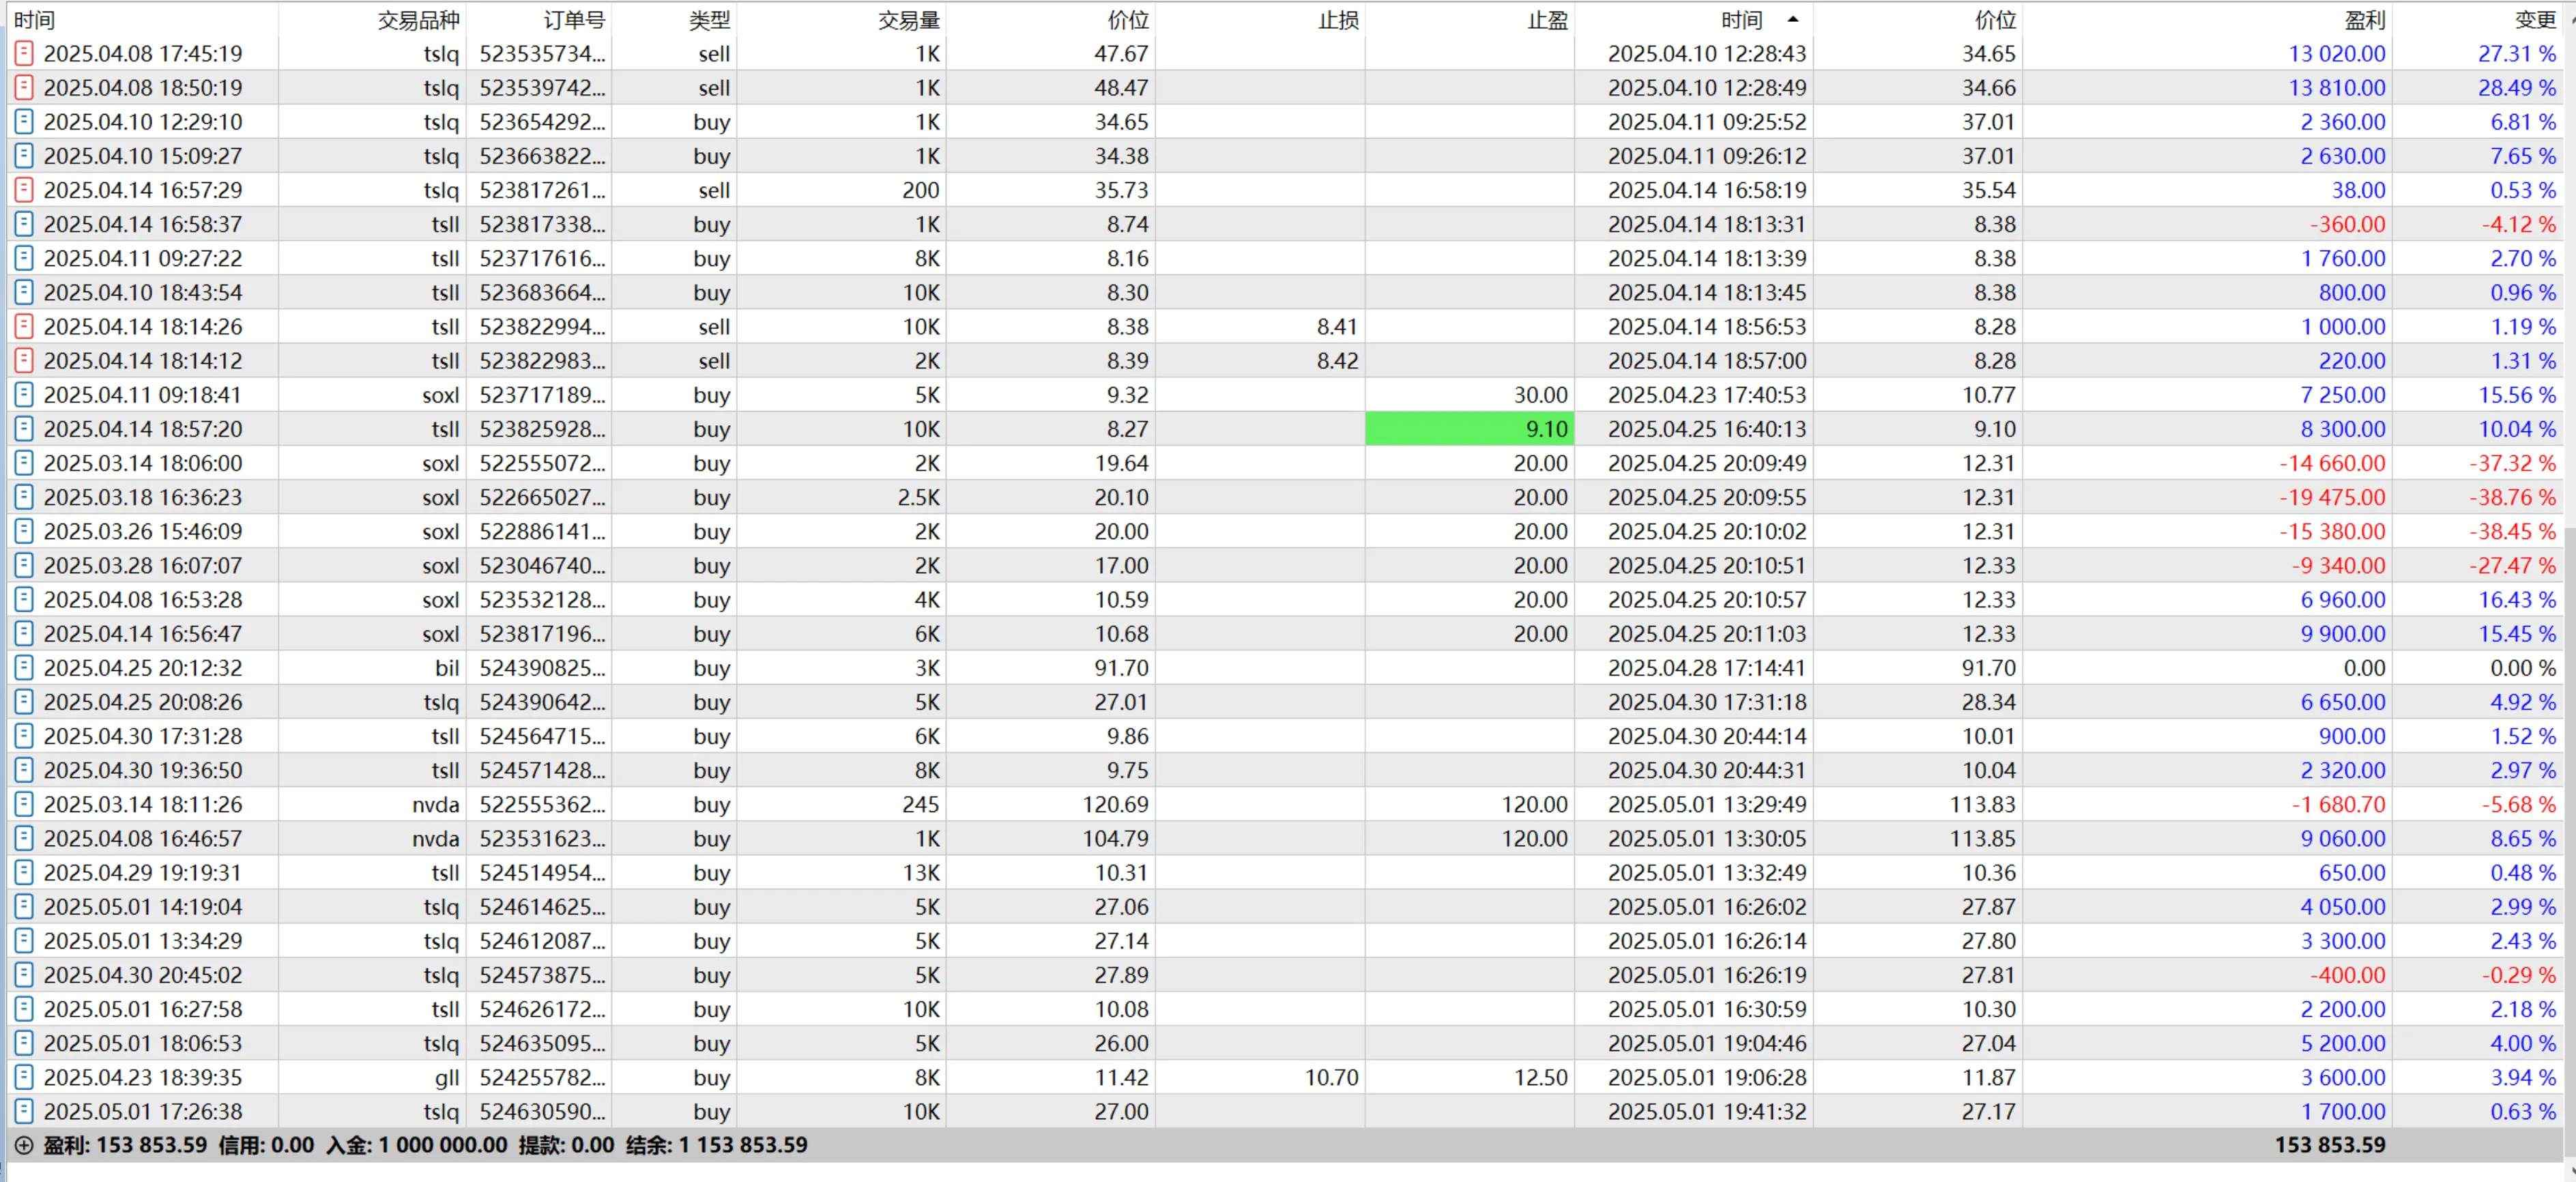 时间 交易品种 订单号 类型 交易量 价位 止损 止盈 时间 价位 盈利 变更
2025.04.08 17:45:19 tslq 523535734... sell 1K 47.67 2025.04.10 12:28:43 34.65 13 020.00 27.31 %
2025.04.08 18:50:19 tslq 523539742... sell 1K 48.47 2025.04.10 12:28:49 34.66 13 810.00 28.49 %
2025.04.10 12:29:10 tslq 523654292... buy 1K 34.65 2025.04.11 09:25:52 37.01 2 360.00 6.81 %
2025.04.10 15:09:27 tslq 523663822... buy 1K 34.38 2025.04.11 09:26:12 37.01 2 630.00 7.65 %
2025.04.14 16:57:29 tslq 523817261... sell 200 35.73 2025.04.14 16:58:19 35.54 38.00 0.53 %
2025.04.14 16:58:37 tsll 523817338... buy 1K 8.74 2025.04.14 18:13:31 8.38 -360.00 -4.12 %
2025.04.11 09:27:22 tsll 523717616... buy 8K 8.16 2025.04.14 18:13:39 8.38 1 760.00 2.70 %
2025.04.10 18:43:54 tsll 523683664... buy 10K 8.30 2025.04.14 18:13:45 8.38 800.00 0.96 %
2025.04.14 18:14:26 tsll 523822994... sell 10K 8.38 8.41 2025.04.14 18:56:53 8.28 1 000.00 1.19 %
2025.04.14 18:14:12 tsll 523822983... sell 2K 8.39 8.42 2025.04.14 18:57:00 8.28 220.00 1.31 %
2025.04.11 09:18:41 soxl 523717189... buy 5K 9.32 30.00 2025.04.23 17:40:53 10.77 7 250.00 15.56 %
2025.04.14 18:57:20 tsll 523825928... buy 10K 8.27 9.10 2025.04.25 16:40:13 9.10 8 300.00 10.04 %
2025.03.14 18:06:00 soxl 522555072... buy 2K 19.64 20.00 2025.04.25 20:09:49 12.31 -14 660.00 -37.32 %
2025.03.18 16:36:23 soxl 522665027... buy 2.5K 20.10 20.00 2025.04.25 20:09:55 12.31 -19 475.00 -38.76 %
2025.03.26 15:46:09 soxl 522886141... buy 2K 20.00 20.00 2025.04.25 20:10:02 12.31 -15 380.00 -38.45 %
2025.03.28 16:07:07 soxl 523046740... buy 2K 17.00 20.00 2025.04.25 20:10:51 12.33 -9 340.00 -27.47 %
2025.04.08 16:53:28 soxl 523532128... buy 4K 10.59 20.00 2025.04.25 20:10:57 12.33 6 960.00 16.43 %
2025.04.14 16:56:47 soxl 523817196... buy 6K 10.68 20.00 2025.04.25 20:11:03 12.33 9 900.00 15.45 %
2025.04.25 20:12:32 bil 524390825... buy 3K 91.70 2025.04.28 17:14:41 91.70 0.00 0.00 %
2025.04.25 20:08:26 tslq 524390642... buy 5K 27.01 2025.04.30 17:31:18 28.34 6 650.00 4.92 %
2025.04.30 17:31:28 tsll 524564715... buy 6K 9.86 2025.04.30 20:44:14 10.01 900.00 1.52 %
2025.04.30 19:36:50 tsll 524571428... buy 8K 9.75 2025.04.30 20:44:31 10.04 2 320.00 2.97 %
2025.03.14 18:11:26 nvda 522555362... buy 245 120.69 120.00 2025.05.01 13:29:49 113.83 -1 680.70 -5.68 %
2025.04.08 16:46:57 nvda 523531623... buy 1K 104.79 120.00 2025.05.01 13:30:05 113.85 9 060.00 8.65 %
2025.04.29 19:19:31 tsll 524514954... buy 13K 10.31 2025.05.01 13:32:49 10.36 650.00 0.48 %
2025.05.01 14:19:04 tslq 524614625... buy 5K 27.06 2025.05.01 16:26:02 27.87 4 050.00 2.99 %
2025.05.01 13:34:29 tslq 524612087... buy 5K 27.14 2025.05.01 16:26:14 27.80 3 300.00 2.43 %
2025.04.30 20:45:02 tslq 524573875... buy 5K 27.89 2025.05.01 16:26:19 27.81 -400.00 -0.29 %
2025.05.01 16:27:58 tsll 524626172... buy 10K 10.08 2025.05.01 16:30:59 10.30 2 200.00 2.18 %
2025.05.01 18:06:53 tslq 524635095... buy 5K 26.00 2025.05.01 19:04:46 27.04 5 200.00 4.00 %
2025.04.23 18:39:35 gll 524255782... buy 8K 11.42 10.70 12.50 2025.05.01 19:06:28 11.87 3 600.00 3.94 %
2025.05.01 17:26:38 tslq 524630590... buy 10K 27.00 2025.05.01 19:41:32 27.17 1 700.00 0.63 %
盈利: 153 853.59 信用: 0.00 入金: 1 000 000.00 提款: 0.00 结余: 1 153 853.59 153 853.59